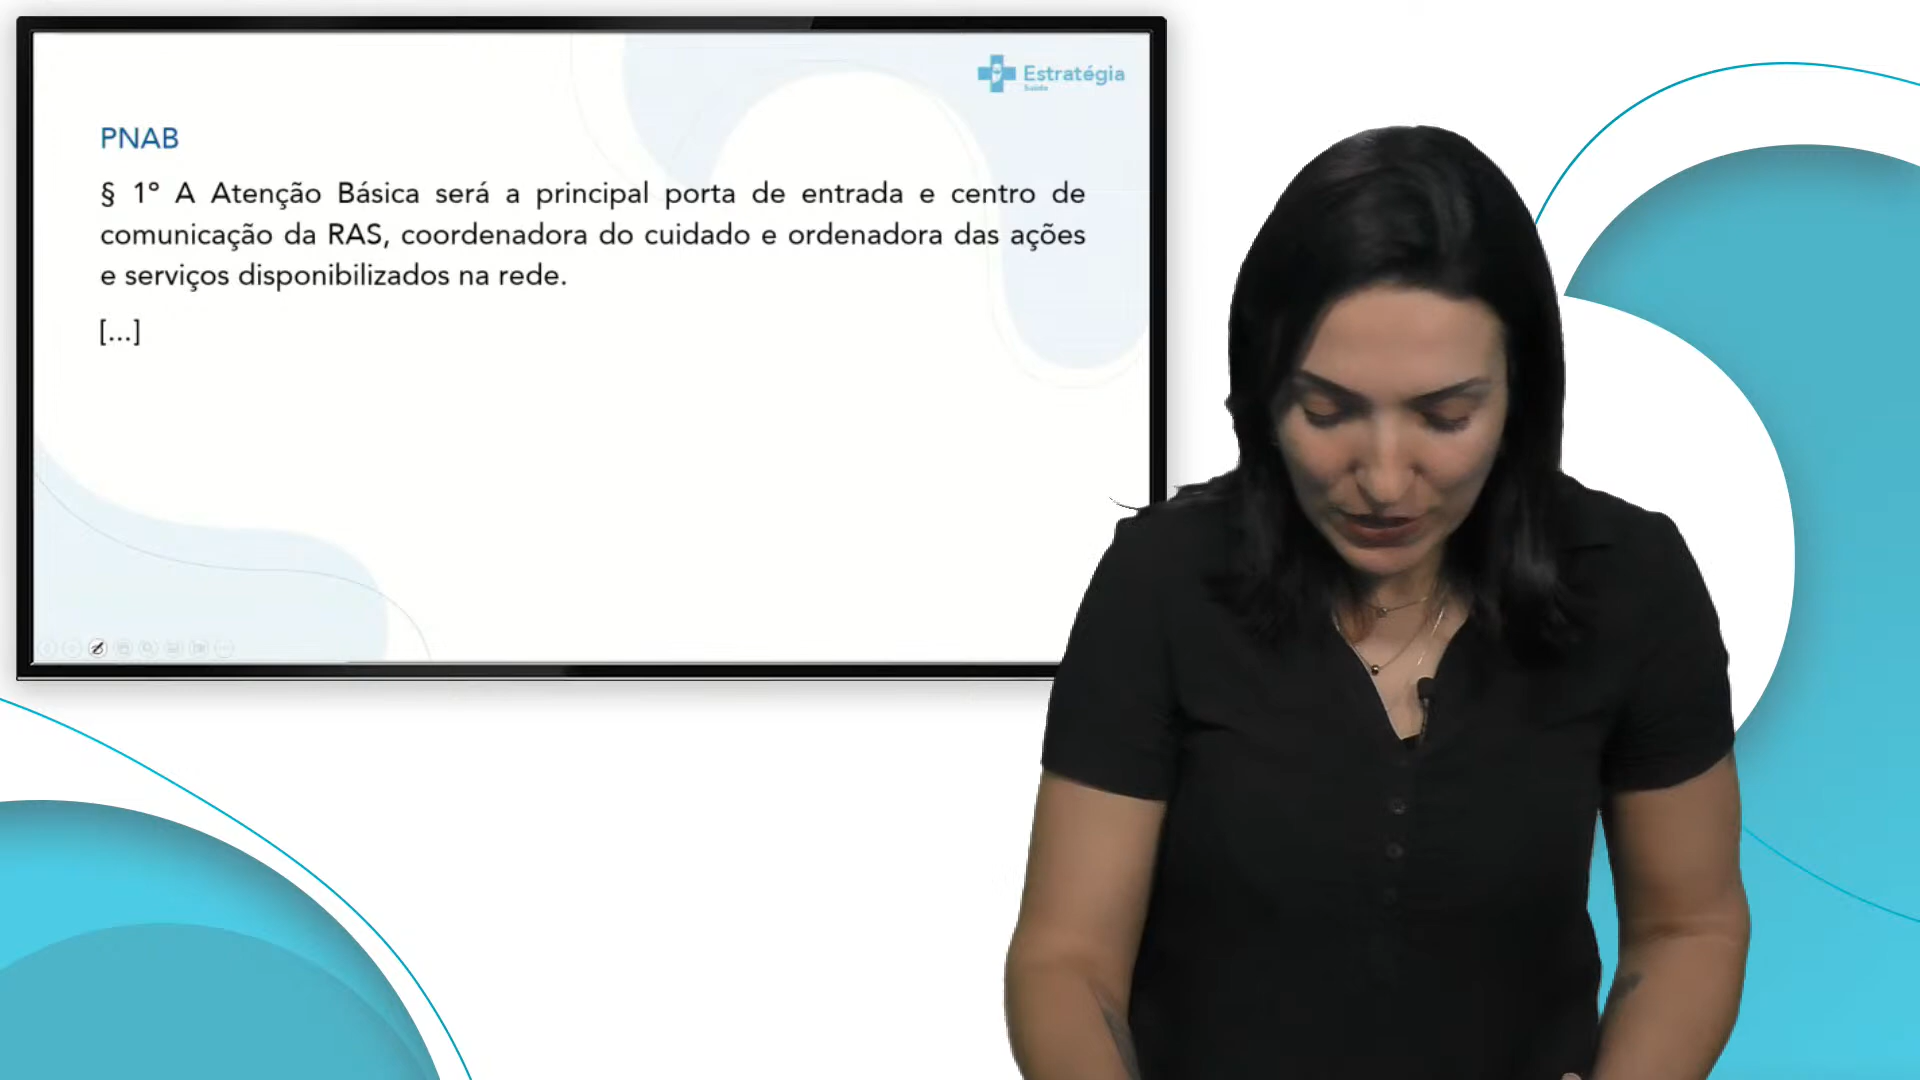 Estratégia
Saúde
PNAB
§ 1º A Atenção Básica será a principal porta de entrada e centro de
comunicação da RAS, coordenadora do cuidado e ordenadora das ações
e serviços disponibilizados na rede.
[...]